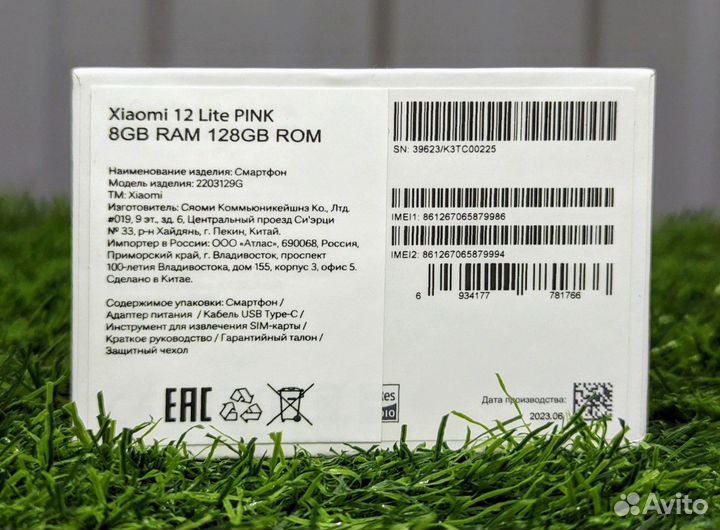 Xiaomi 12 Lite PINK
8GB RAM 128GB ROM
Наименование изделия: Смартфон
Модель изделия: 2203129G
ТМ: Xiaomi
Изготовитель: Сяоми Коммьюникейшнз Ко., Лтд.
#019, 9 эт., зд. 6, Центральный проезд Си'эрци
№ 33, р-н Хайдянь, г. Пекин, Китай.
Импортер в России: ООО «Атлас», 690068, Россия,
Приморский край, г. Владивосток, проспект
100-летия Владивостока, дом 155, корпус 3, офис 5.
Сделано в Китае.
Содержимое упаковки: Смартфон /
Адаптер питания / Кабель USB Type-C /
Инструмент для извлечения SIM-карты /
Краткое руководство / Гарантийный талон /
Защитный чехол
EAC
SN: 39623/K3TC00225
IMEI1: 861267065879986
IMEI2: 861267065879994
6 934177 781766
Дата производства:
2023.06
Avito